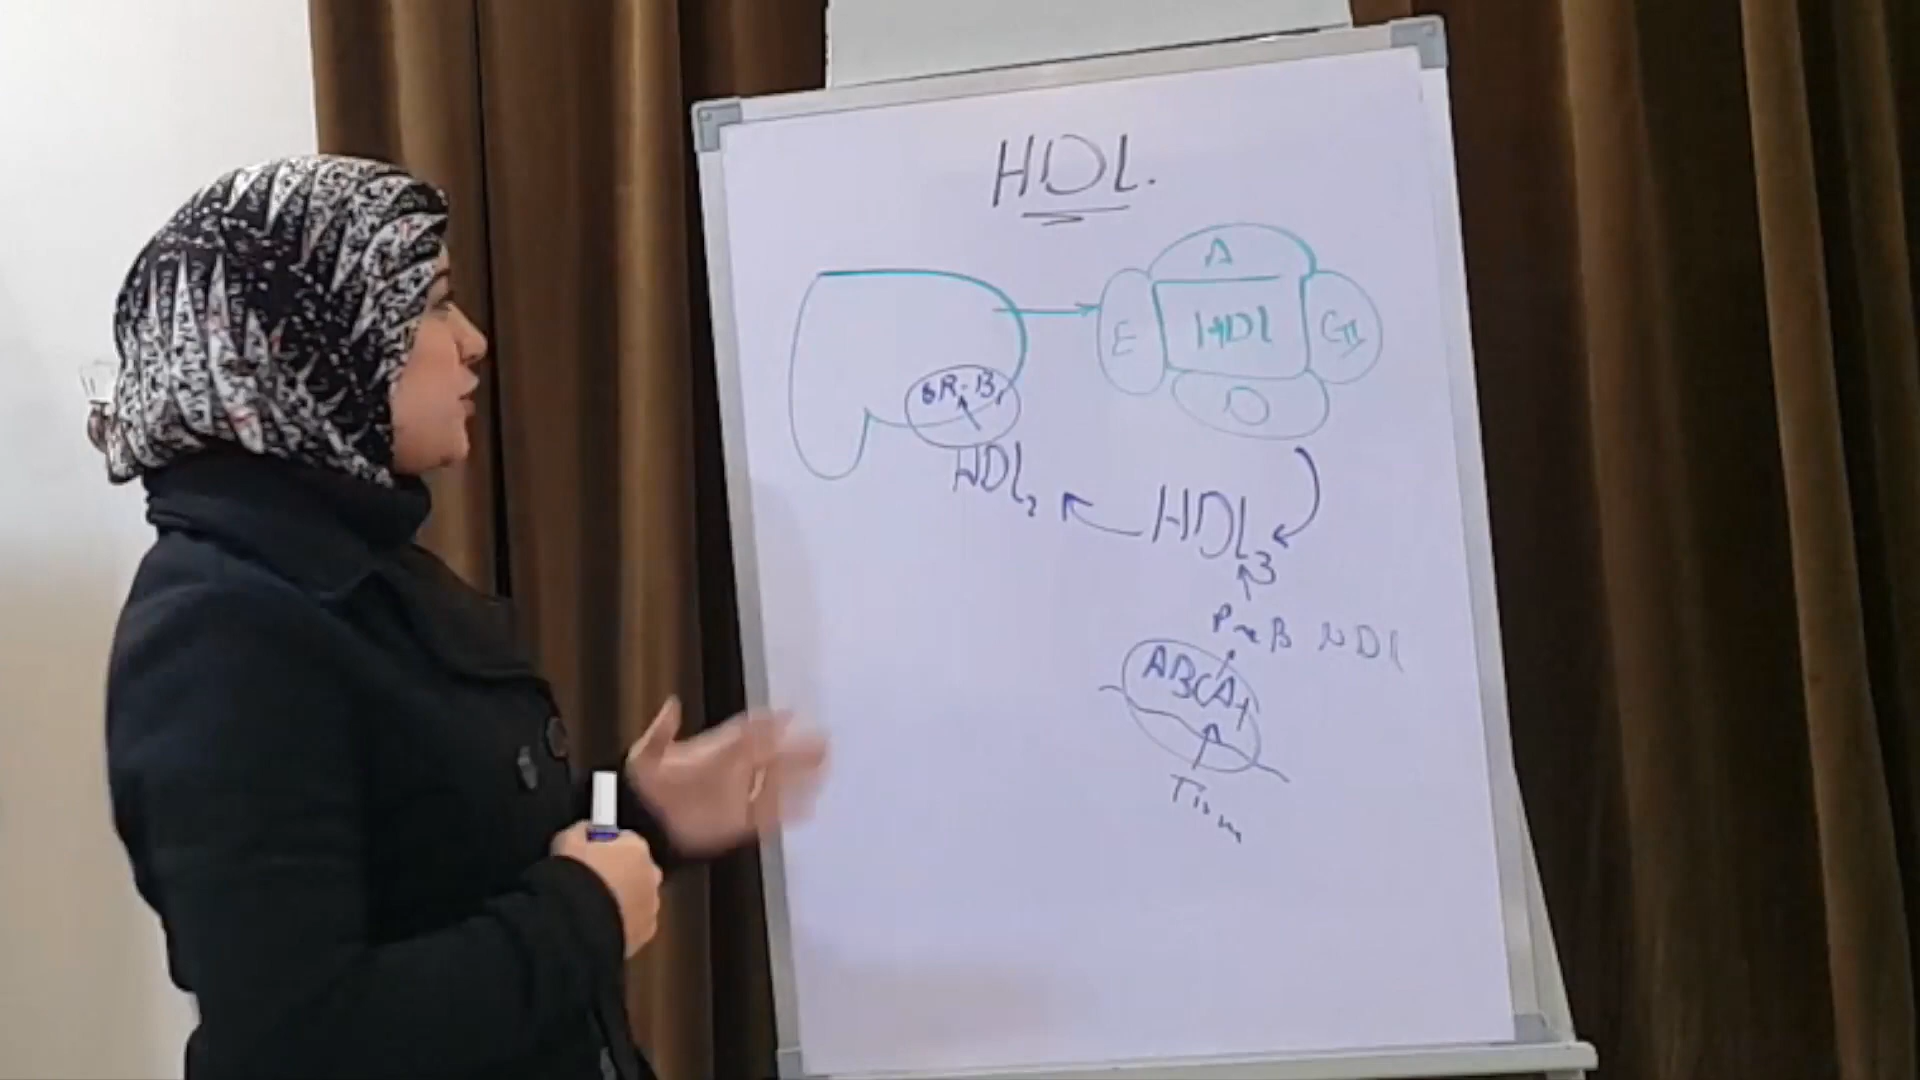 HDL.
A
E HDL CII
D
SR-B1
HDL2
HDL3
Pre B HDL
ABCA1